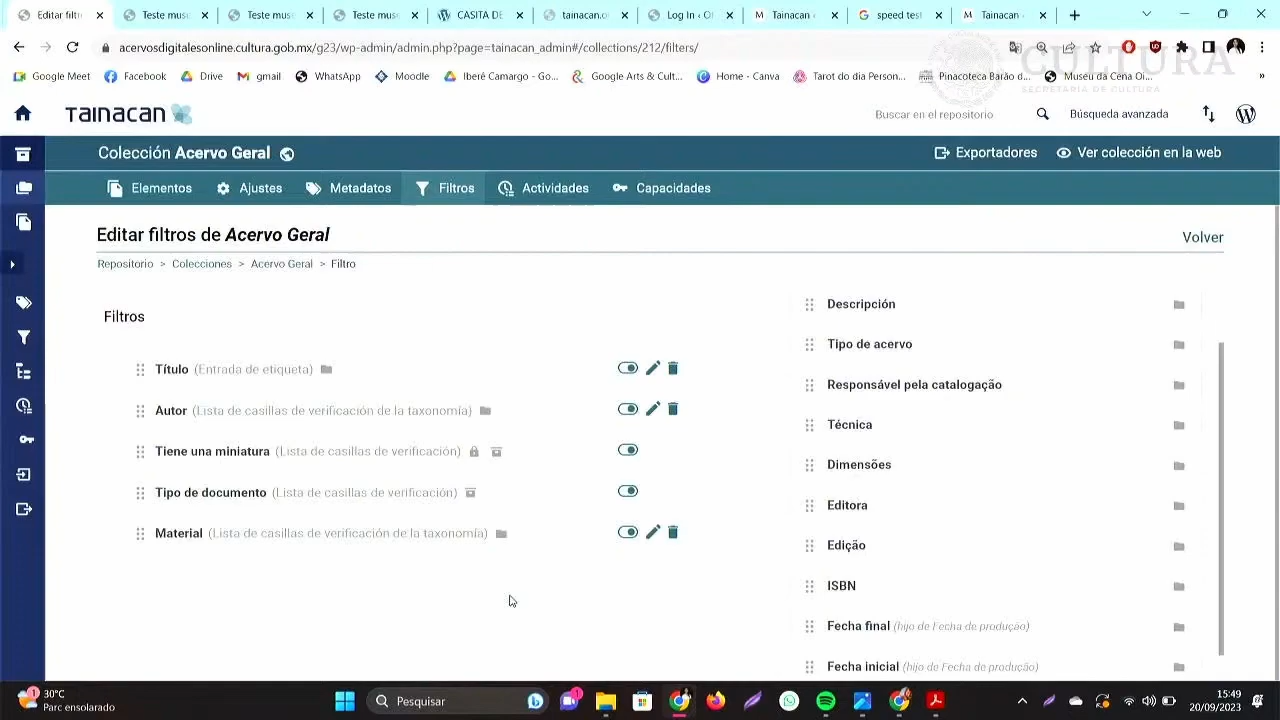 Editar filtr
Teste mus
Teste mus
Teste mus
CASITA DE
tainacan.o
Log In ‹ O
Tainacan
speed test
Tainacan
acervosdigitalesonline.cultura.gob.mx/g23/wp-admin/admin.php?page=tainacan_admin#/collections/212/filters/
Google Meet
Facebook
Drive
gmail
WhatsApp
Moodle
Iberê Camargo - Go...
Google Arts & Cult...
Home - Canva
Tarot do dia Person...
Pinacoteca Barão d...
Museu da Cena Ol...
»
CULTURA
SECRETARÍA DE CULTURA
TAINACAN
Buscar en el repositorio
Búsqueda avanzada
Colección Acervo Geral
Exportadores
Ver colección en la web
Elementos
Ajustes
Metadatos
Filtros
Actividades
Capacidades
Editar filtros de Acervo Geral
Volver
Repositorio > Colecciones > Acervo Geral > Filtro
Filtros
Título (Entrada de etiqueta)
Autor (Lista de casillas de verificación de la taxonomía)
Tiene una miniatura (Lista de casillas de verificación)
Tipo de documento (Lista de casillas de verificación)
Material (Lista de casillas de verificación de la taxonomía)
Descripción
Tipo de acervo
Responsável pela catalogação
Técnica
Dimensões
Editora
Edição
ISBN
Fecha final (hijo de Fecha de produção)
Fecha inicial (hijo de Fecha de produção)
1
30°C
Parc ensolarado
Pesquisar
1
15:49
20/09/2023